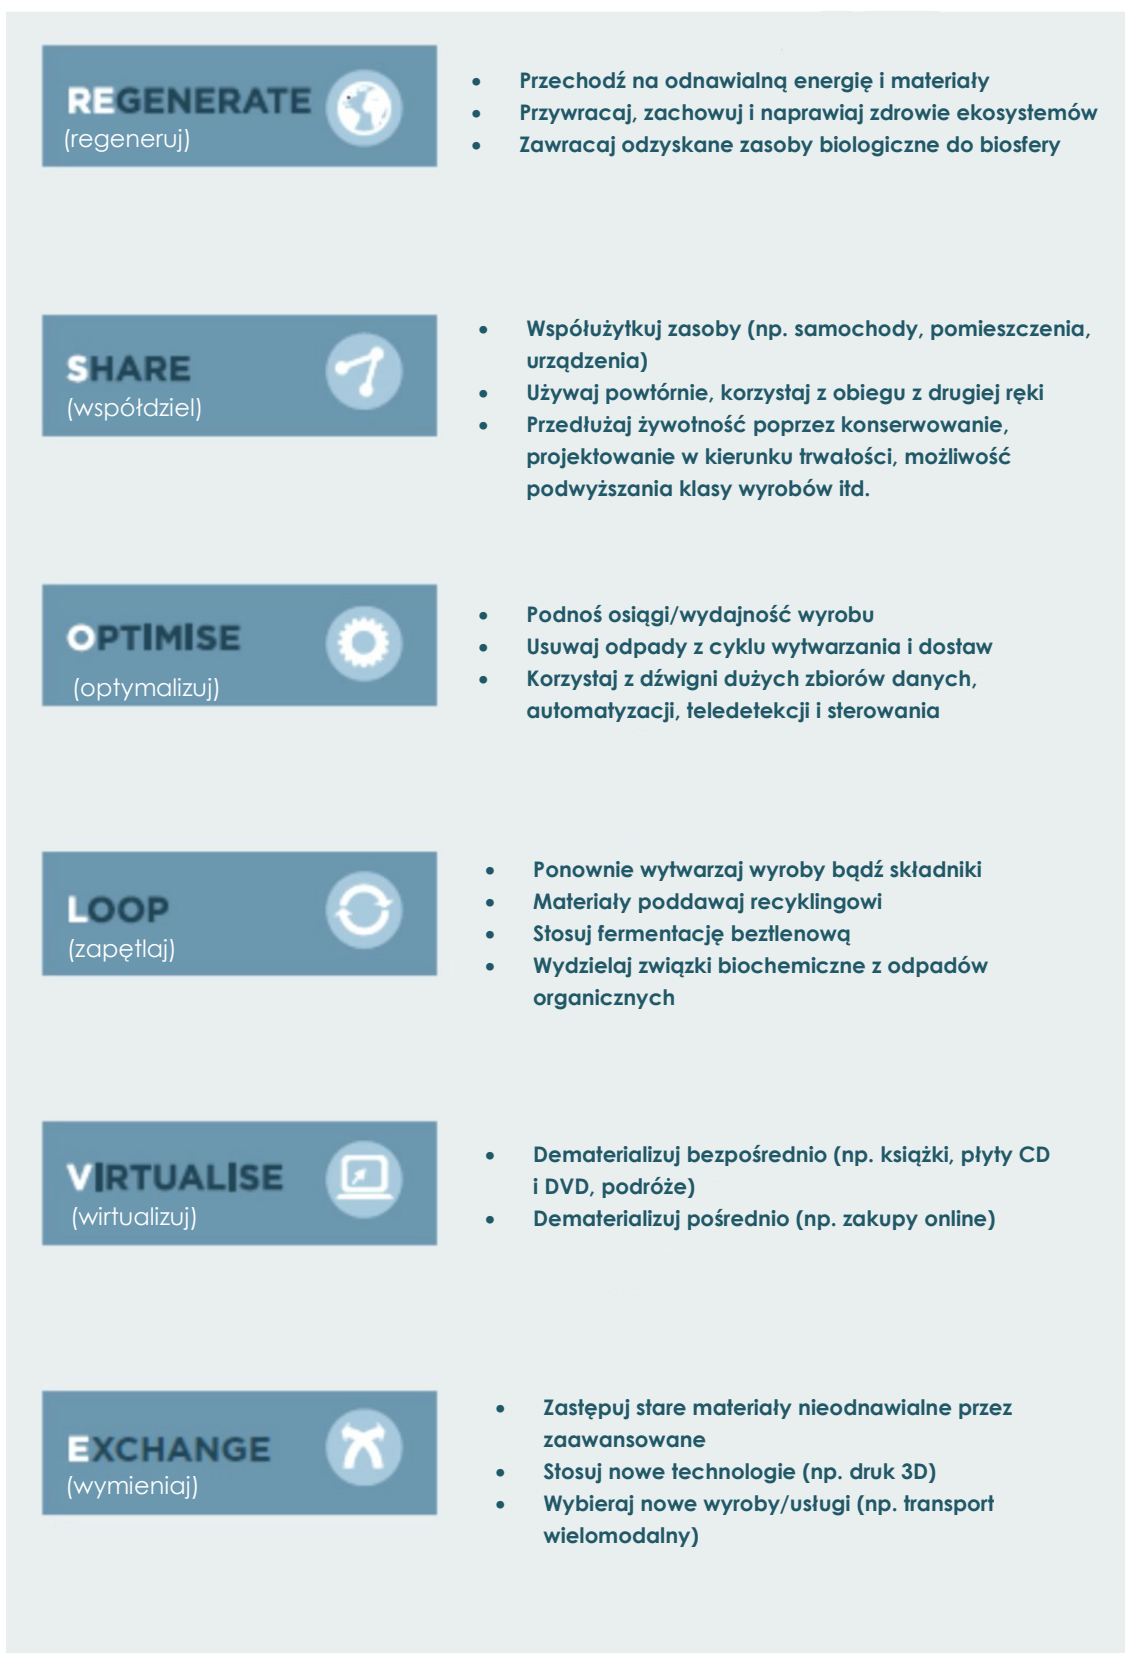 REGENERATE
(regeneruj)
• Przechodź na odnawialną energię i materiały
• Przywracaj, zachowuj i naprawiaj zdrowie ekosystemów
• Zawracaj odzyskane zasoby biologiczne do biosfery
SHARE
(współdziel)
• Współużytkuj zasoby (np. samochody, pomieszczenia,
urządzenia)
• Używaj powtórnie, korzystaj z obiegu z drugiej ręki
• Przedłużaj żywotność poprzez konserwowanie,
projektowanie w kierunku trwałości, możliwość
podwyższania klasy wyrobów itd.
OPTIMISE
(optymalizuj)
• Podnoś osiągi/wydajność wyrobu
• Usuwaj odpady z cyklu wytwarzania i dostaw
• Korzystaj z dźwigni dużych zbiorów danych,
automatyzacji, teledetekcji i sterowania
LOOP
(zapętlaj)
• Ponownie wytwarzaj wyroby bądź składniki
• Materiały poddawaj recyklingowi
• Stosuj fermentację beztlenową
• Wydzielaj związki biochemiczne z odpadów
organicznych
VIRTUALISE
(wirtualizuj)
• Dematerializuj bezpośrednio (np. książki, płyty CD
i DVD, podróże)
• Dematerializuj pośrednio (np. zakupy online)
EXCHANGE
(wymieniaj)
• Zastępuj stare materiały nieodnawialne przez
zaawansowane
• Stosuj nowe technologie (np. druk 3D)
• Wybieraj nowe wyroby/usługi (np. transport
wielomodalny)